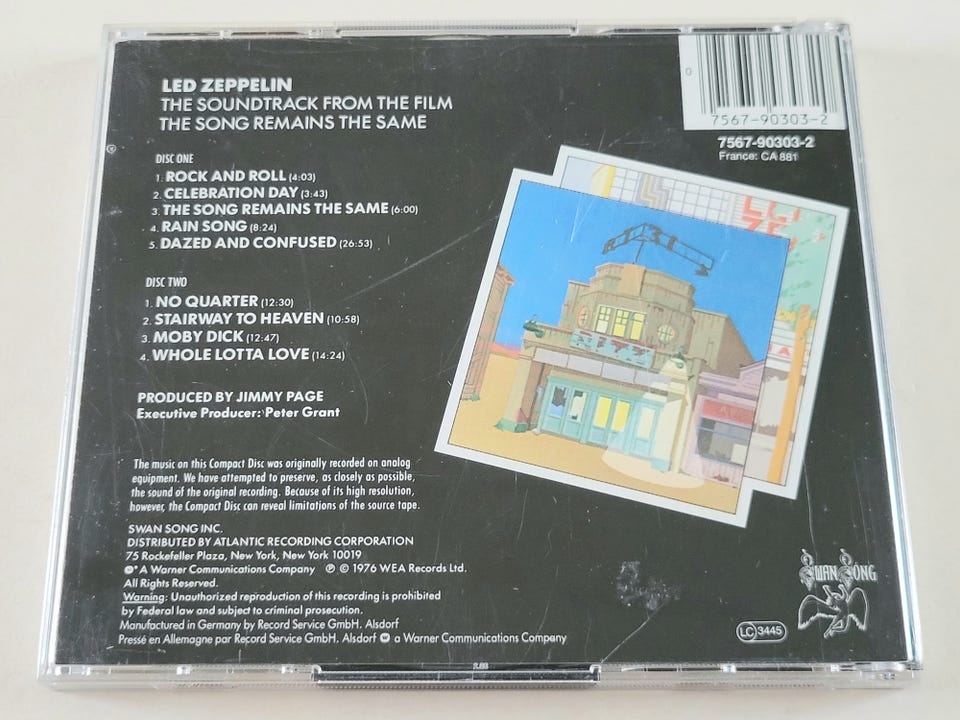 LED ZEPPELIN
THE SOUNDTRACK FROM THE FILM
THE SONG REMAINS THE SAME
DISC ONE
1. ROCK AND ROLL (4:03)
2. CELEBRATION DAY (3:43)
3. THE SONG REMAINS THE SAME (6:00)
4. RAIN SONG (8:24)
5. DAZED AND CONFUSED (26:53)
DISC TWO
1. NO QUARTER (12:30)
2. STAIRWAY TO HEAVEN (10:58)
3. MOBY DICK (12:47)
4. WHOLE LOTTA LOVE (14:24)
PRODUCED BY JIMMY PAGE
Executive Producer: Peter Grant
The music on this Compact Disc was originally recorded on analog
equipment. We have attempted to preserve, as closely as possible,
the sound of the original recording. Because of its high resolution,
however, the Compact Disc can reveal limitations of the source tape.
SWAN SONG INC.
DISTRIBUTED BY ATLANTIC RECORDING CORPORATION
75 Rockefeller Plaza, New York, New York 10019
A Warner Communications Company ℗ © 1976 WEA Records Ltd.
All Rights Reserved.
Warning: Unauthorized reproduction of this recording is prohibited
by Federal law and subject to criminal prosecution.
Manufactured in Germany by Record Service GmbH. Alsdorf
Pressé en Allemagne par Record Service GmbH. Alsdorf a Warner Communications Company
0
7567-90303-2
7567-90303-2
France: CA 881
SWAN SONG
LC 3445